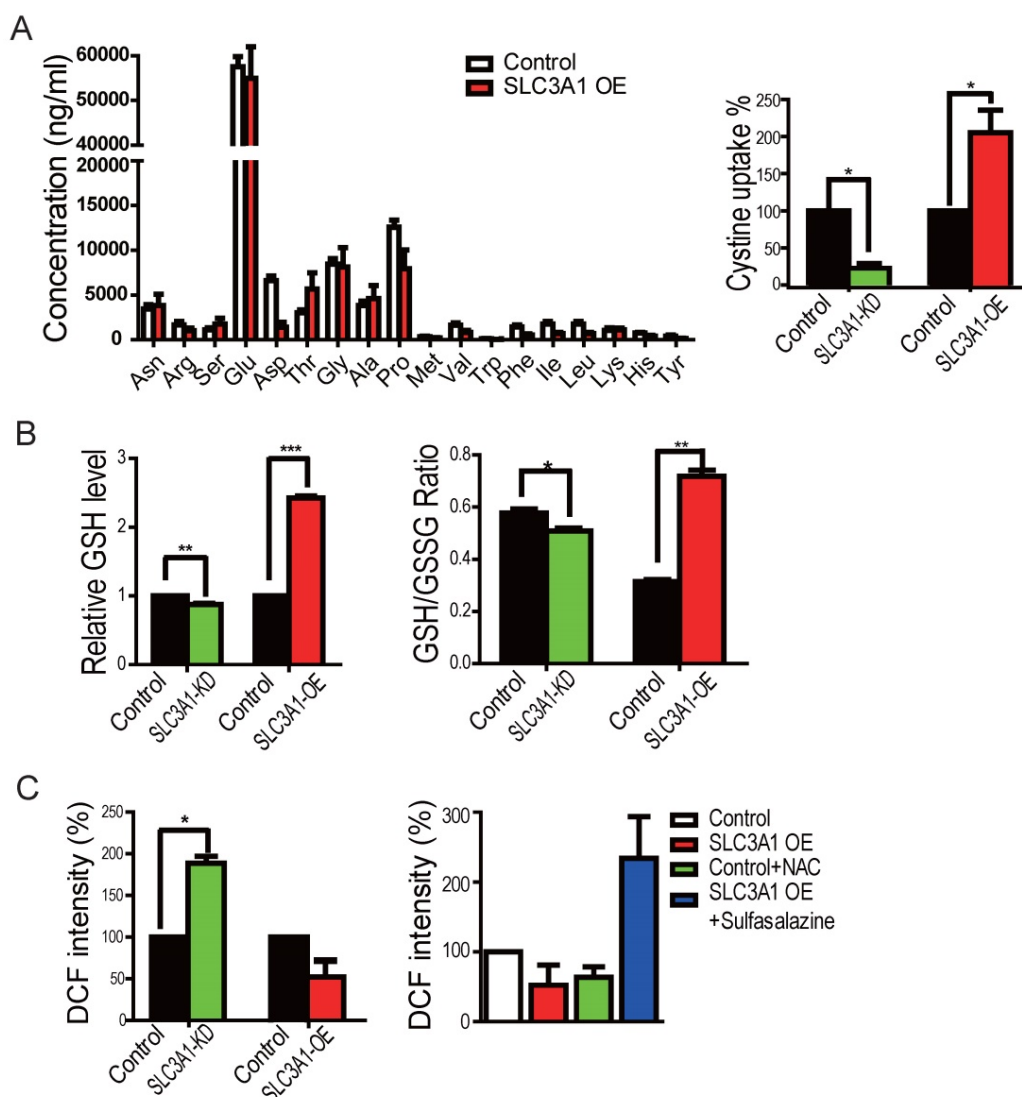 A
Concentration (ng/ml)
60000
50000
40000
20000
15000
10000
5000
0
Control
SLC3A1 OE
Asn Arg Ser Glu Asp Thr Gly Ala Pro Met Val Trp Phe Ile Leu Lys His Tyr
Cystine uptake %
250
200
150
100
50
0
*
*
Control SLC3A1-KD Control SLC3A1-OE
B
Relative GSH level
3
2
1
0
**
***
Control SLC3A1-KD Control SLC3A1-OE
GSH/GSSG Ratio
0.8
0.6
0.4
0.2
0.0
*
**
Control SLC3A1-KD Control SLC3A1-OE
C
DCF intensity (%)
250
200
150
100
50
0
*
Control SLC3A1-KD Control SLC3A1-OE
DCF intensity (%)
300
200
100
0
Control
SLC3A1 OE
Control+NAC
SLC3A1 OE
+Sulfasalazine